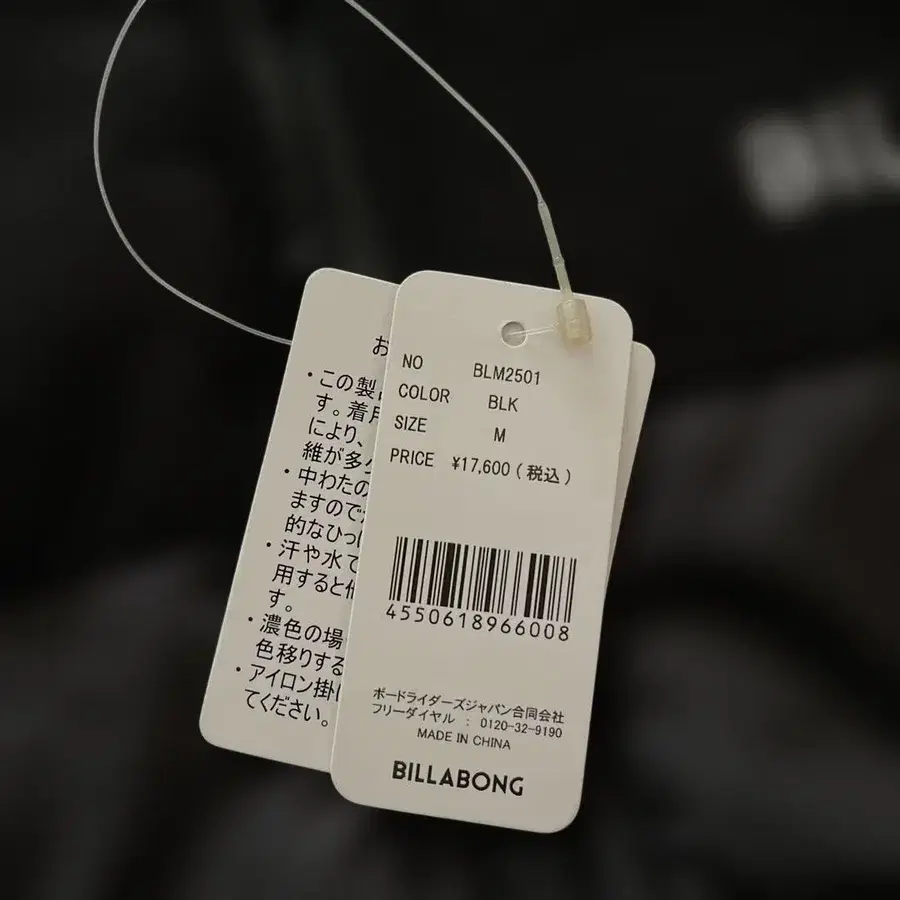 NO BLM2501
COLOR BLK
SIZE M
PRICE ¥17,600(税込)
4550618966008
ボードライダーズジャパン合同会社
フリーダイヤル : 0120-32-9190
MADE IN CHINA
BILLABONG
お
・この製
す。着用
により、
維が多
・中わたの
ますので
的なひっ
・汗や水で
用すると
す。
・濃色の場
色移りする
・アイロン掛け
てください。